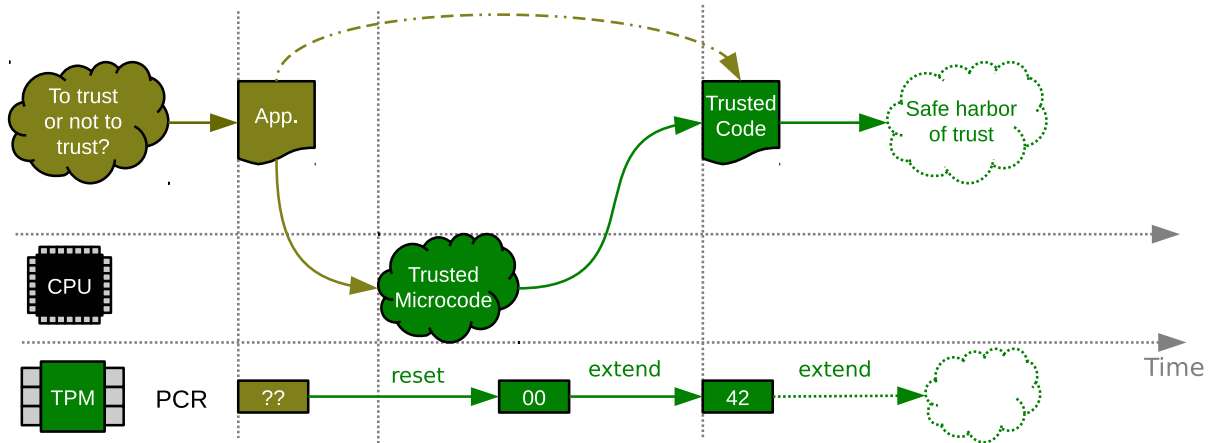 To trust
or not to
trust?
App.
Trusted
Code
Safe harbor
of trust
CPU
Trusted
Microcode
Time
TPM
PCR
??
reset
00
extend
42
extend